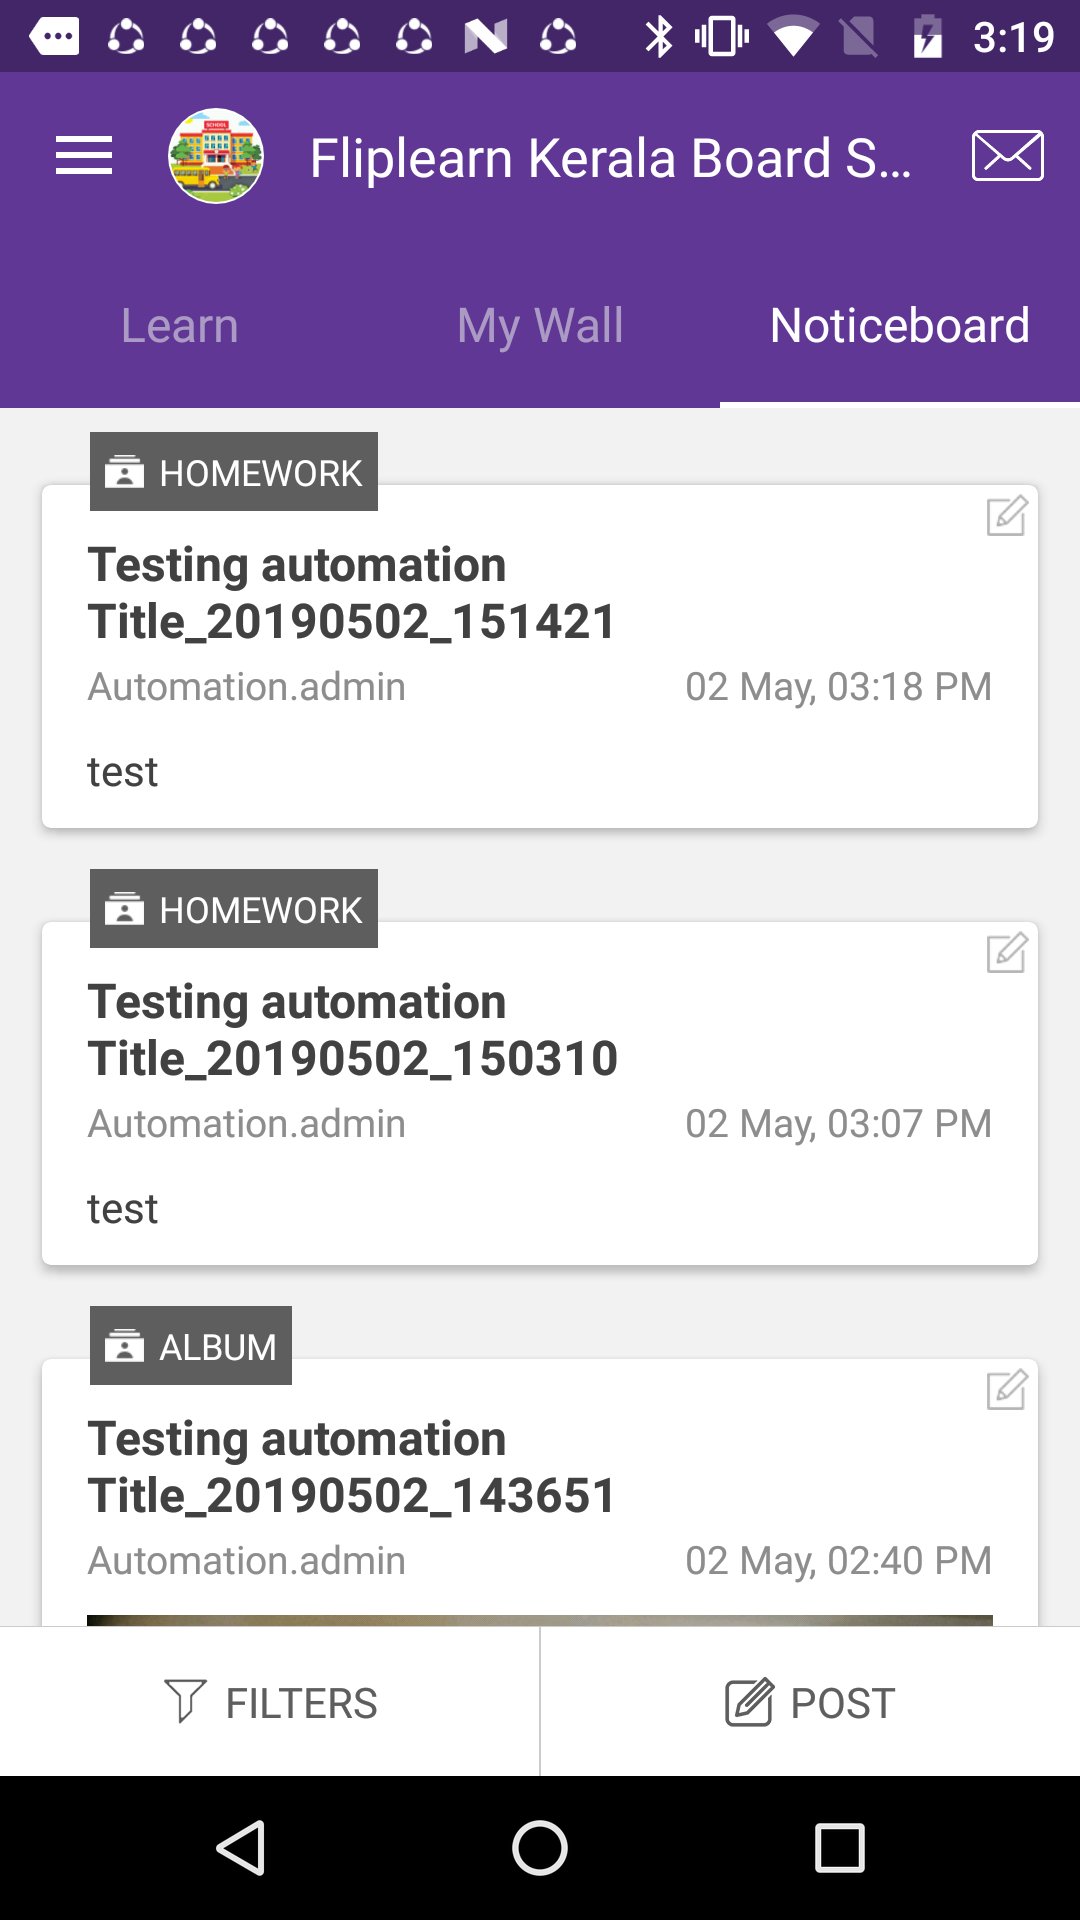 3:19
Fliplearn Kerala Board S...
Learn
My Wall
Noticeboard
HOMEWORK
Testing automation
Title_20190502_151421
Automation.admin
02 May, 03:18 PM
test
HOMEWORK
Testing automation
Title_20190502_150310
Automation.admin
02 May, 03:07 PM
test
ALBUM
Testing automation
Title_20190502_143651
Automation.admin
02 May, 02:40 PM
FILTERS
POST